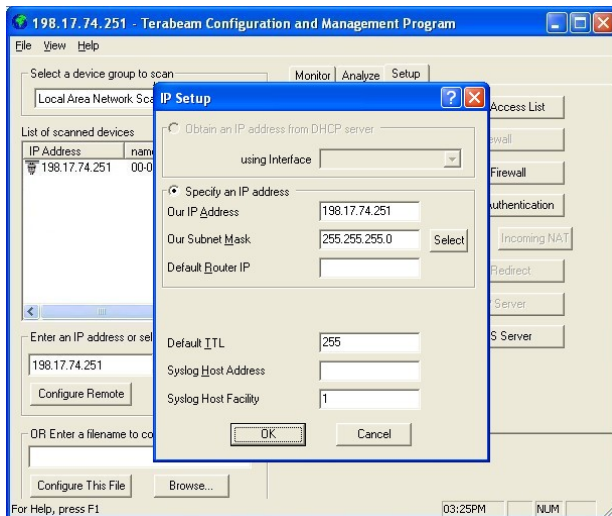 198.17.74.251 - Terabeam Configuration and Management Program
File View Help
Select a device group to scan
Local Area Network Sca
List of scanned devices
IP Address nam
198.17.74.251 00-0
Enter an IP address or sel
198.17.74.251
Configure Remote
OR Enter a filename to co
Configure This File Browse...
For Help, press F1
Monitor Analyze Setup
Access List
ewall
Firewall
uthentication
Incoming NAT
Redirect
Server
S Server
03:25PM NUM
IP Setup
Obtain an IP address from DHCP server
using Interface
Specify an IP address
Our IP Address 198.17.74.251
Our Subnet Mask 255.255.255.0 Select
Default Router IP
Default TTL 255
Syslog Host Address
Syslog Host Facility 1
OK Cancel